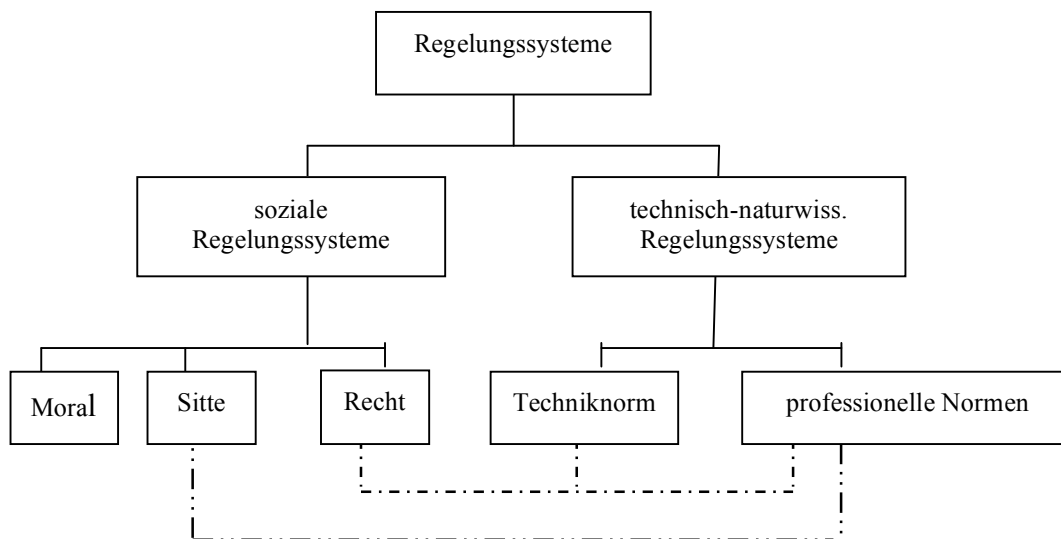 Regelungssysteme
soziale
Regelungssysteme
technisch-naturwiss.
Regelungssysteme
Moral
Sitte
Recht
Techniknorm
professionelle Normen